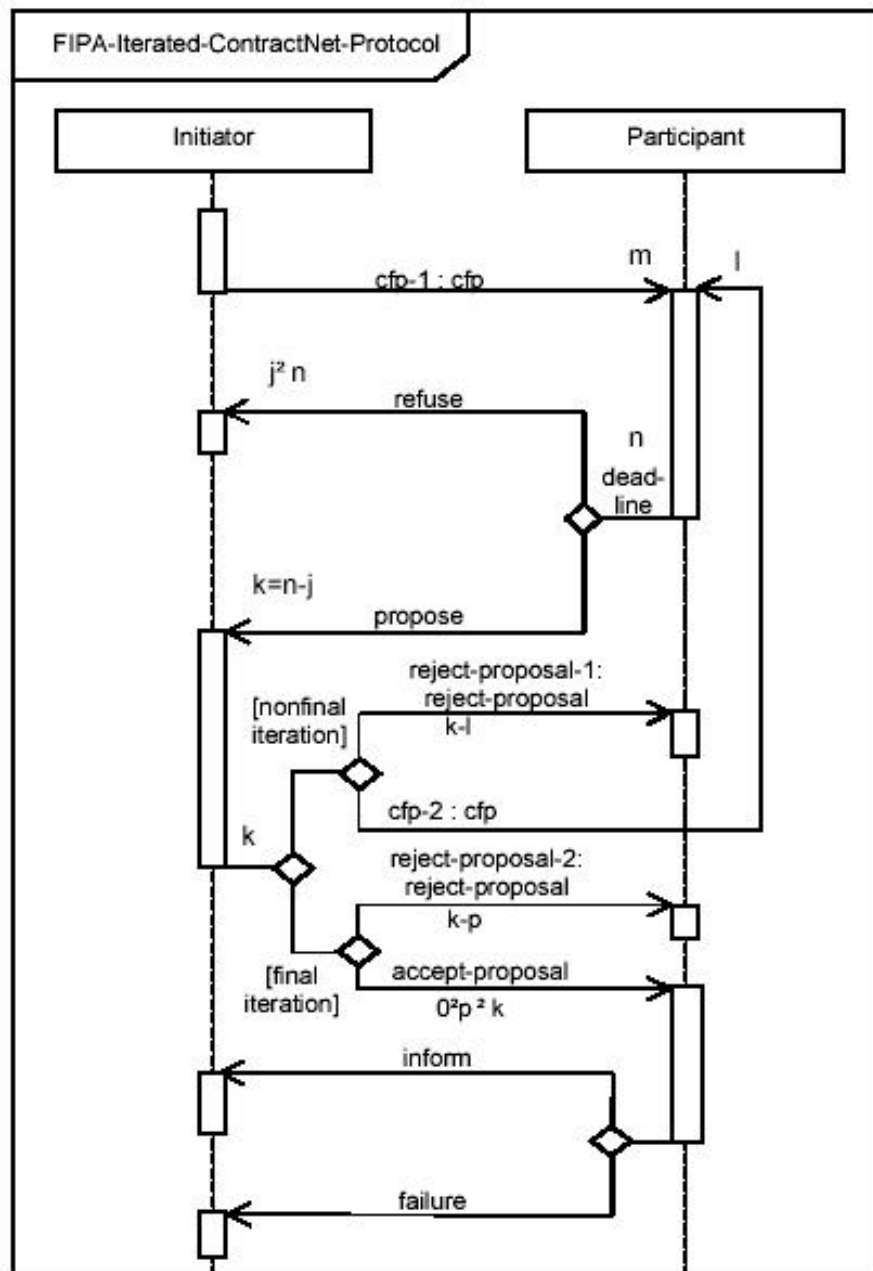 FIPA-Iterated-ContractNet-Protocol
Initiator
Participant
m
l
cfp-1 : cfp
j² n
refuse
n
dead-
line
k=n-j
propose
reject-proposal-1:
reject-proposal
k-l
[nonfinal
iteration]
cfp-2 : cfp
k
reject-proposal-2:
reject-proposal
k-p
[final
iteration]
accept-proposal
0²p ² k
inform
failure